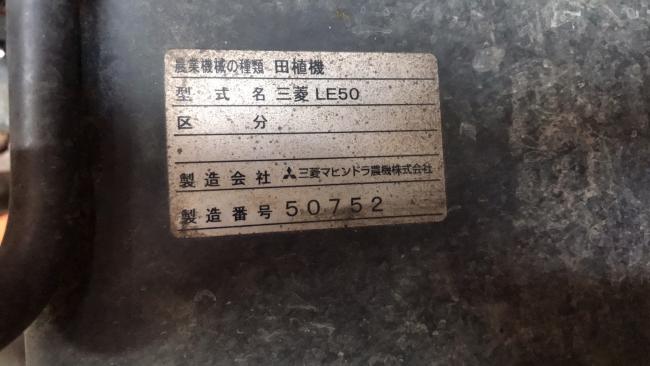 農業機械の種類 田植機
型式名 三菱 LE50
区分
製造会社 三菱マヒンドラ農機株式会社
製造番号 50752